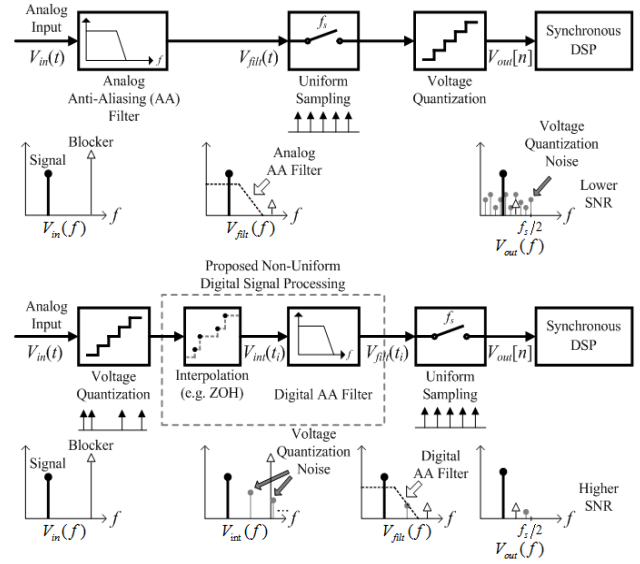 Analog
Input
V_in(t)
f
Analog
Anti-Aliasing (AA)
Filter
V_filt(t)
f_s
Uniform
Sampling
Voltage
Quantization
V_out[n]
Synchronous
DSP
Signal
Blocker
f
V_in(f)
Analog
AA Filter
f
V_filt(f)
Voltage
Quantization
Noise
Lower
SNR
f
f_s/2
V_out(f)
Proposed Non-Uniform
Digital Signal Processing
Analog
Input
V_in(t)
Voltage
Quantization
Interpolation
(e.g. ZOH)
V_int(t_i)
f
Digital AA Filter
V_filt(t_i)
f_s
Uniform
Sampling
V_out[n]
Synchronous
DSP
Signal
Blocker
f
V_in(f)
Voltage
Quantization
Noise
...
f
V_int(f)
Digital
AA Filter
f
V_filt(f)
Higher
SNR
f
f_s/2
V_out(f)